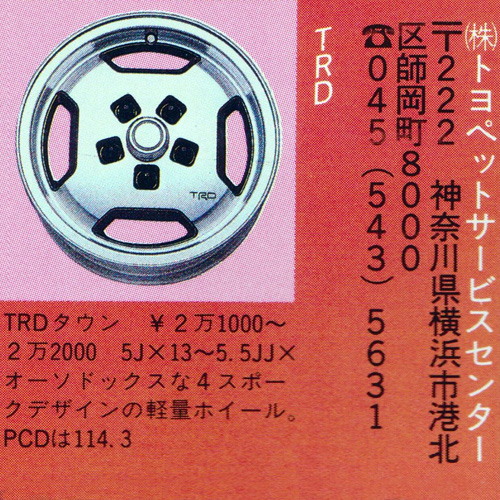 ㈱トヨペットサービスセンター
〒222 神奈川県横浜市港北
区師岡町8000
☎045(543)5631
TRD
TRD
TRDタウン ￥2万1000〜
2万2000 5J×13〜5.5JJ×
オーソドックスな4スポー
クデザインの軽量ホイール。
PCDは114.3